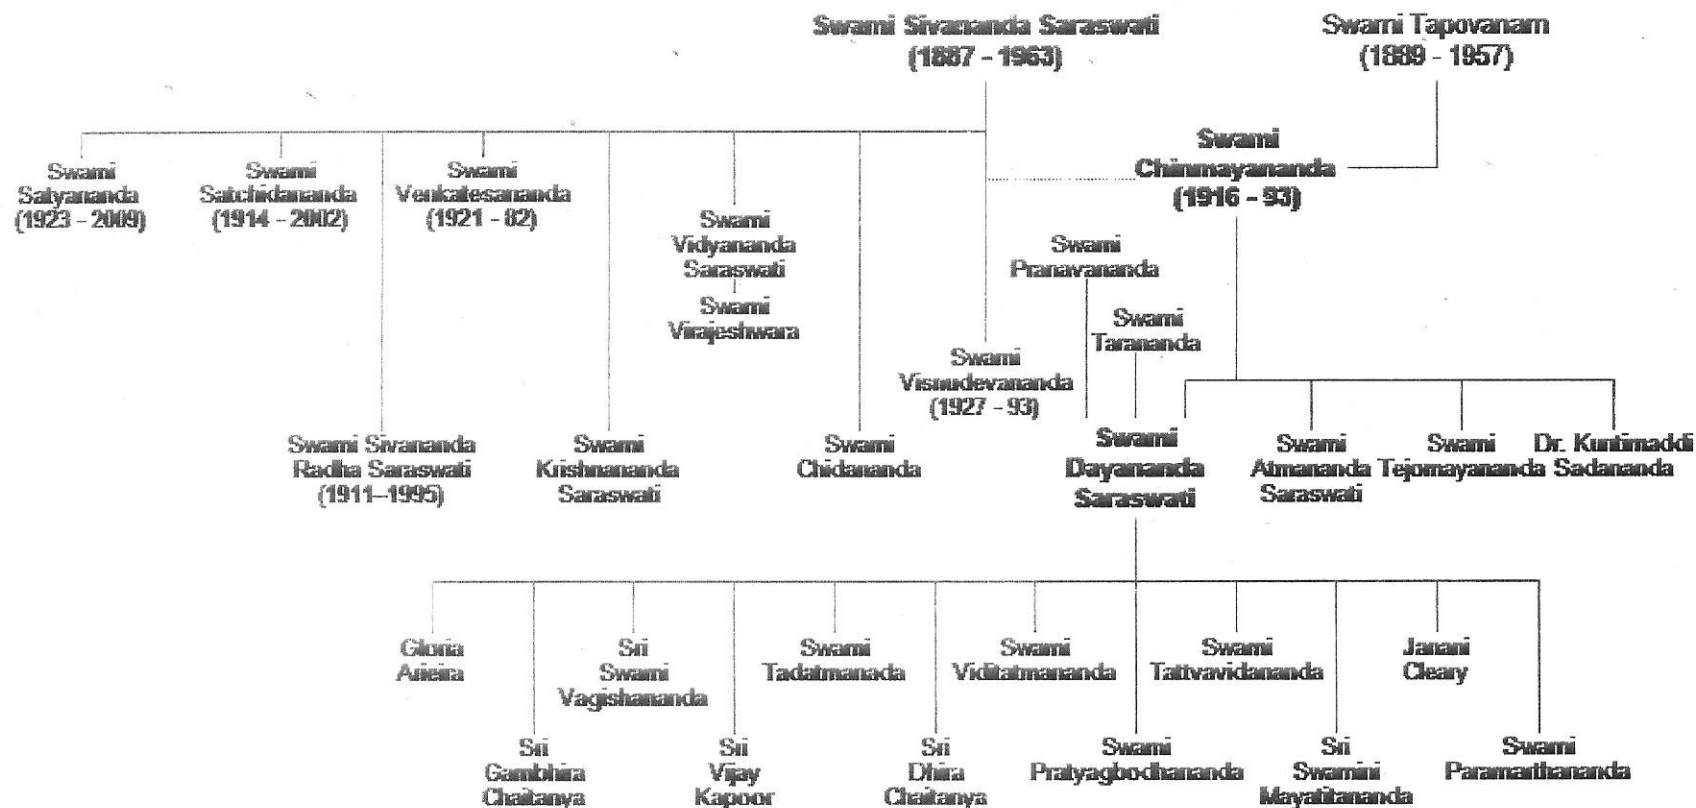 Swami Sivananda Saraswati
(1887 - 1963)
Swami Tapovanam
(1889 - 1957)
Swami
Chinmayananda
(1916 - 93)
Swami
Satyananda
(1923 - 2009)
Swami
Satchidananda
(1914 - 2002)
Swami
Venkatesananda
(1921 - 82)
Swami
Vidyananda
Saraswati
Swami
Virajeshwara
Swami
Pranavananda
Swami
Tarananda
Swami
Visnudevananda
(1927 - 93)
Swami Sivananda
Radha Saraswati
(1911–1995)
Swami
Krishnananda
Saraswati
Swami
Chidananda
Swami
Dayananda
Saraswati
Swami
Atmananda
Saraswati
Swami
Tejomayananda
Dr. Kuntimaddi
Sadananda
Gloria
Arieira
Sri
Swami
Vagishananda
Swami
Tadatmanada
Swami
Viditatmananda
Swami
Tattvavidananda
Janani
Cleary
Sri
Gambhira
Chaitanya
Sri
Vijay
Kapoor
Sri
Dhira
Chaitanya
Swami
Pratyagbodhananda
Sri
Swamini
Mayatitananda
Swami
Paramarthananda